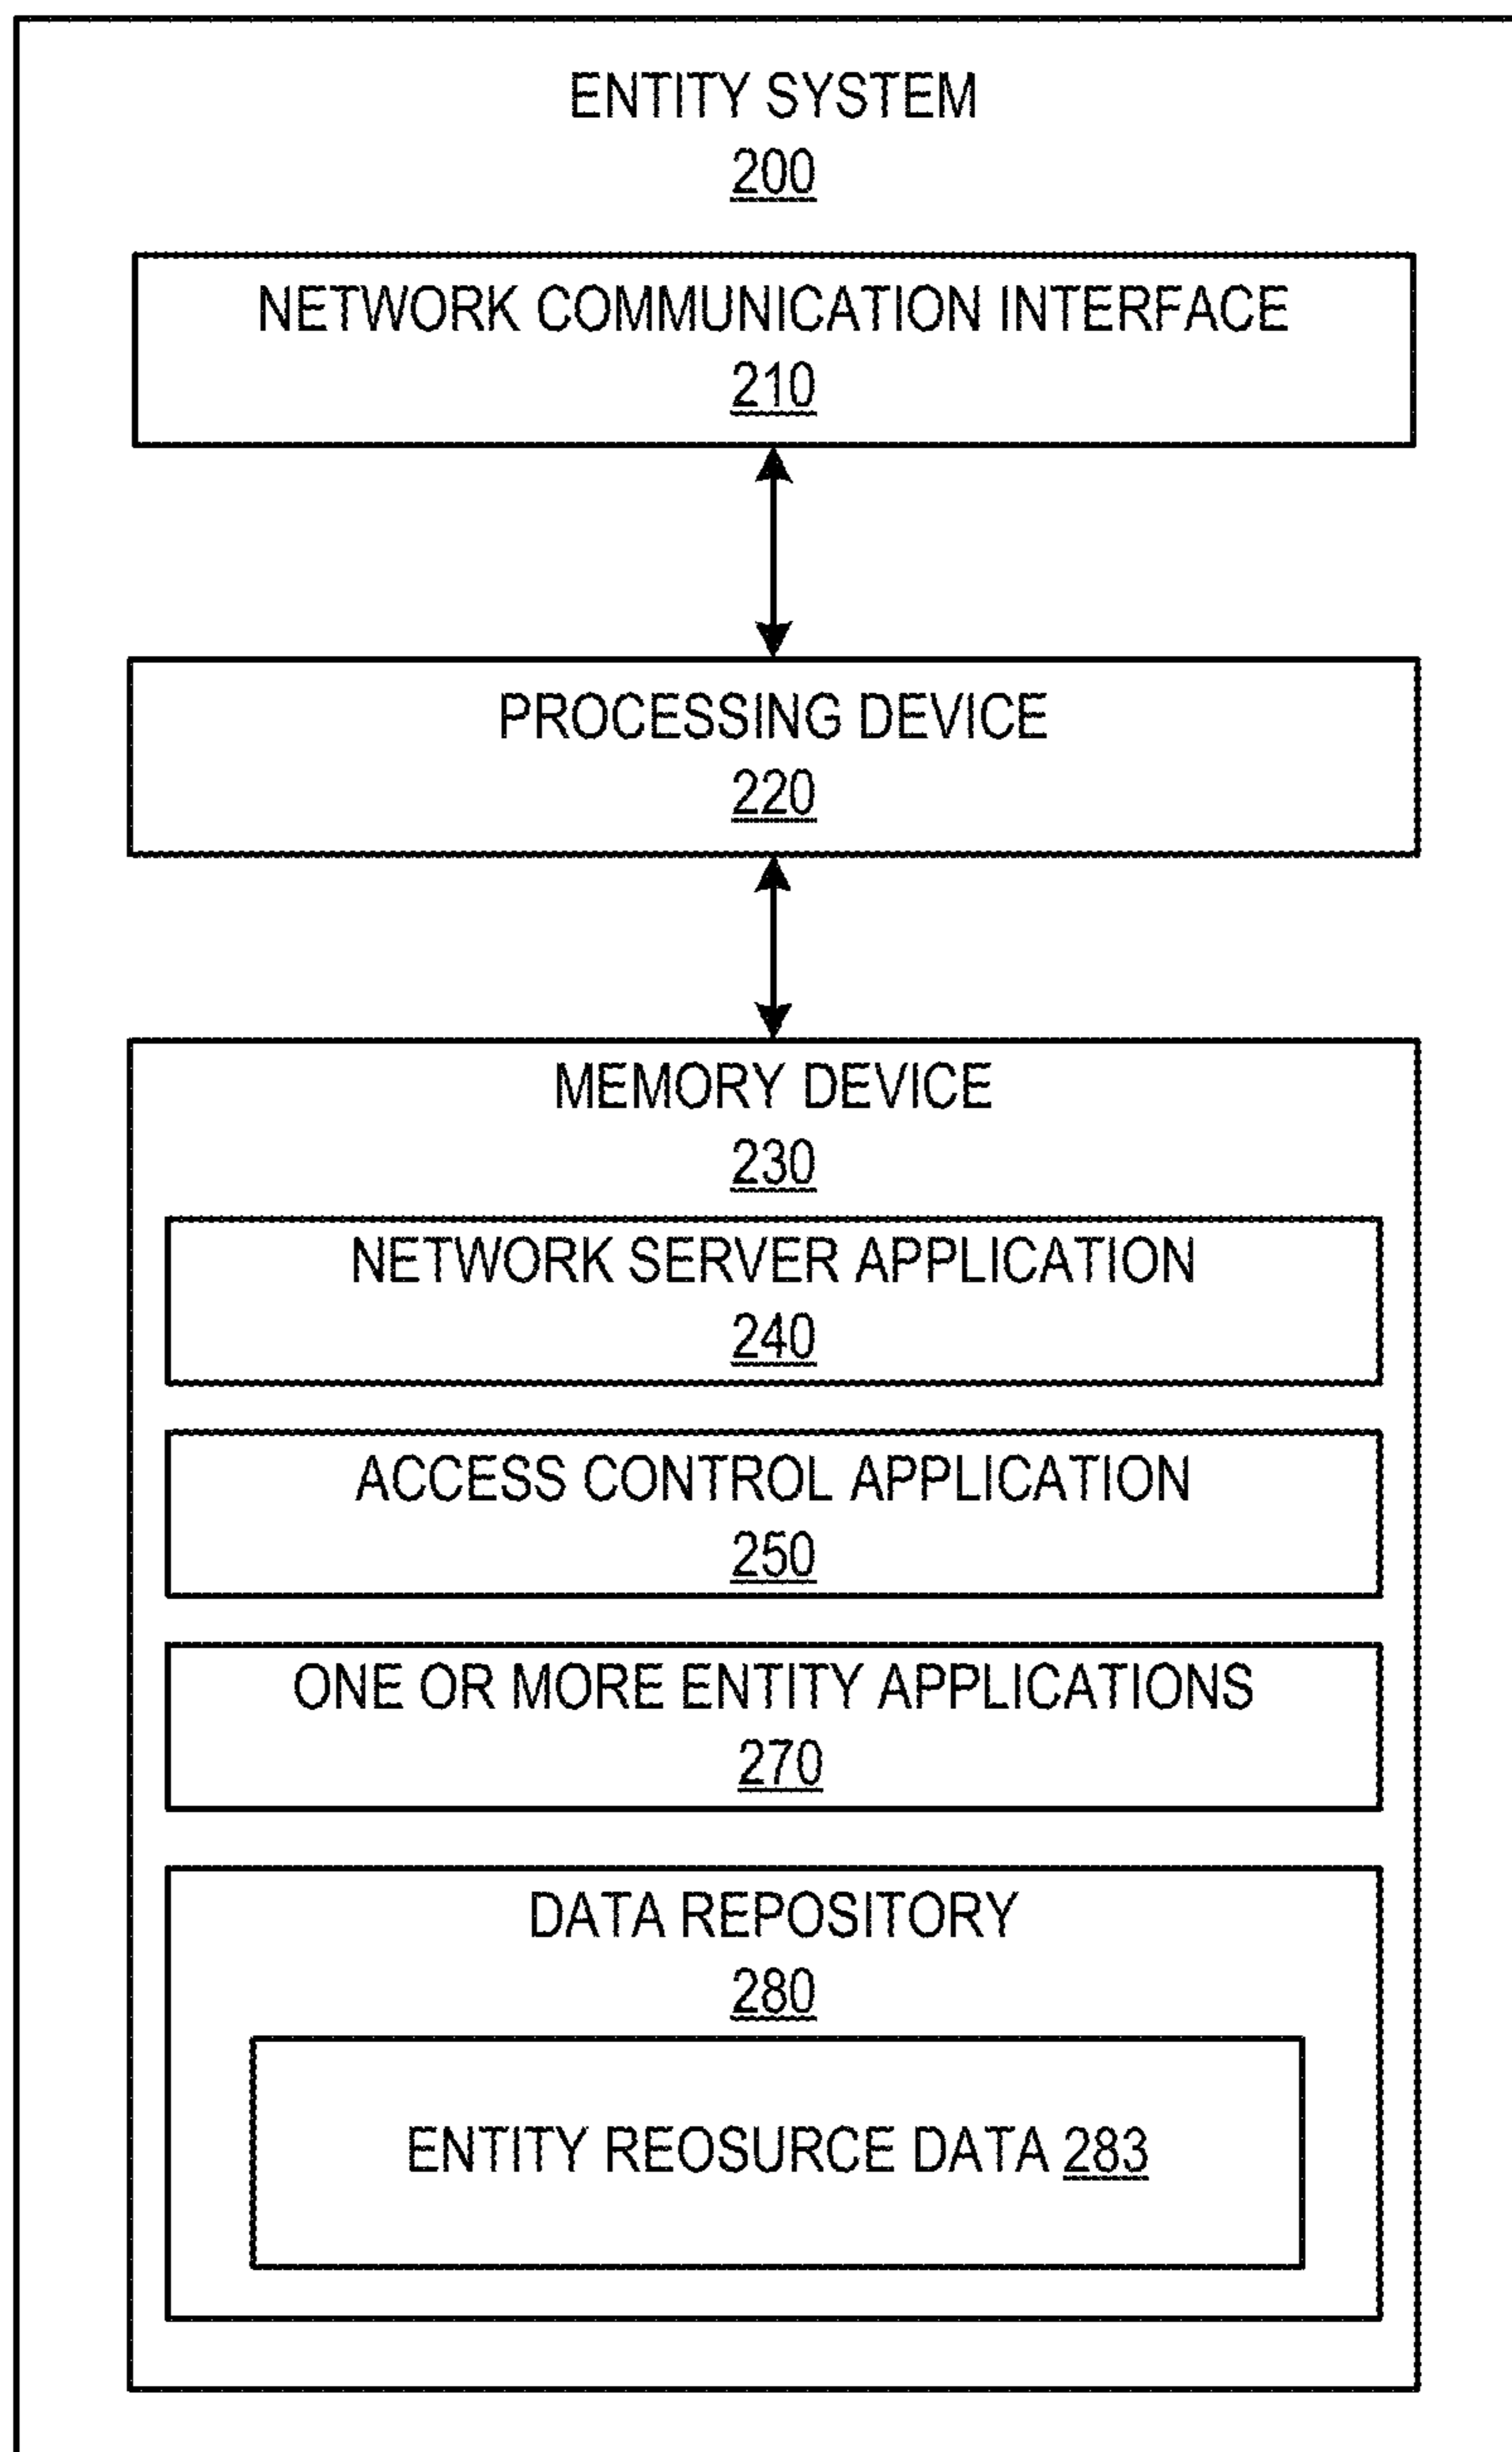 ENTITY SYSTEM
200
NETWORK COMMUNICATION INTERFACE
210
PROCESSING DEVICE
220
MEMORY DEVICE
230
NETWORK SERVER APPLICATION
240
ACCESS CONTROL APPLICATION
250
ONE OR MORE ENTITY APPLICATIONS
270
DATA REPOSITORY
280
ENTITY REOSURCE DATA 283